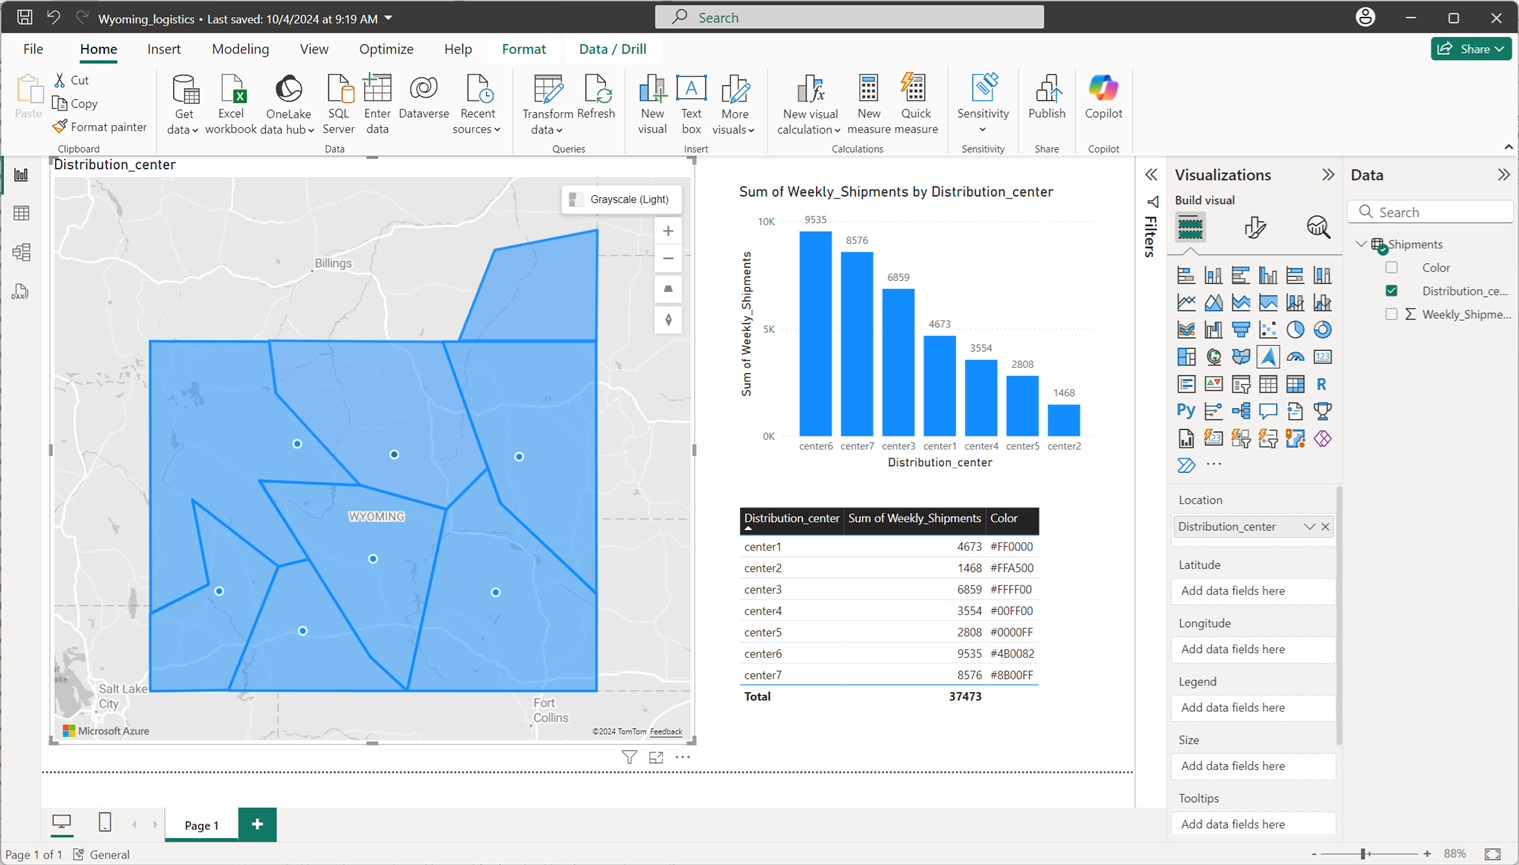 Wyoming_logistics • Last saved: 10/4/2024 at 9:19 AM
Search
File Home Insert Modeling View Optimize Help Format Data / Drill
Share
Paste
Cut
Copy
Format painter
Clipboard
Get data
Excel workbook
OneLake data hub
SQL Server
Enter data
Dataverse
Recent sources
Data
Transform data
Refresh
Queries
New visual
Text box
More visuals
Insert
New visual calculation
New measure
Quick measure
Calculations
Sensitivity
Sensitivity
Publish
Share
Copilot
Copilot
DAX
Distribution_center
Grayscale (Light)
Billings
WYOMING
Salt Lake
City
Fort
Collins
Microsoft Azure
©2024 TomTom Feedback
Sum of Weekly_Shipments by Distribution_center
Sum of Weekly_Shipments
10K
5K
0K
9535
8576
6859
4673
3554
2808
1468
center6 center7 center3 center1 center4 center5 center2
Distribution_center
Distribution_center Sum of Weekly_Shipments Color
center1 4673 #FF0000
center2 1468 #FFA500
center3 6859 #FFFF00
center4 3554 #00FF00
center5 2808 #0000FF
center6 9535 #4B0082
center7 8576 #8B00FF
Total 37473
Filters
Visualizations
Build visual
123
R
Py
123
Location
Distribution_center
Latitude
Add data fields here
Longitude
Add data fields here
Legend
Add data fields here
Size
Add data fields here
Tooltips
Add data fields here
Data
Search
Shipments
Color
Distribution_ce...
Weekly_Shipme...
Page 1
Page 1 of 1
General
88%